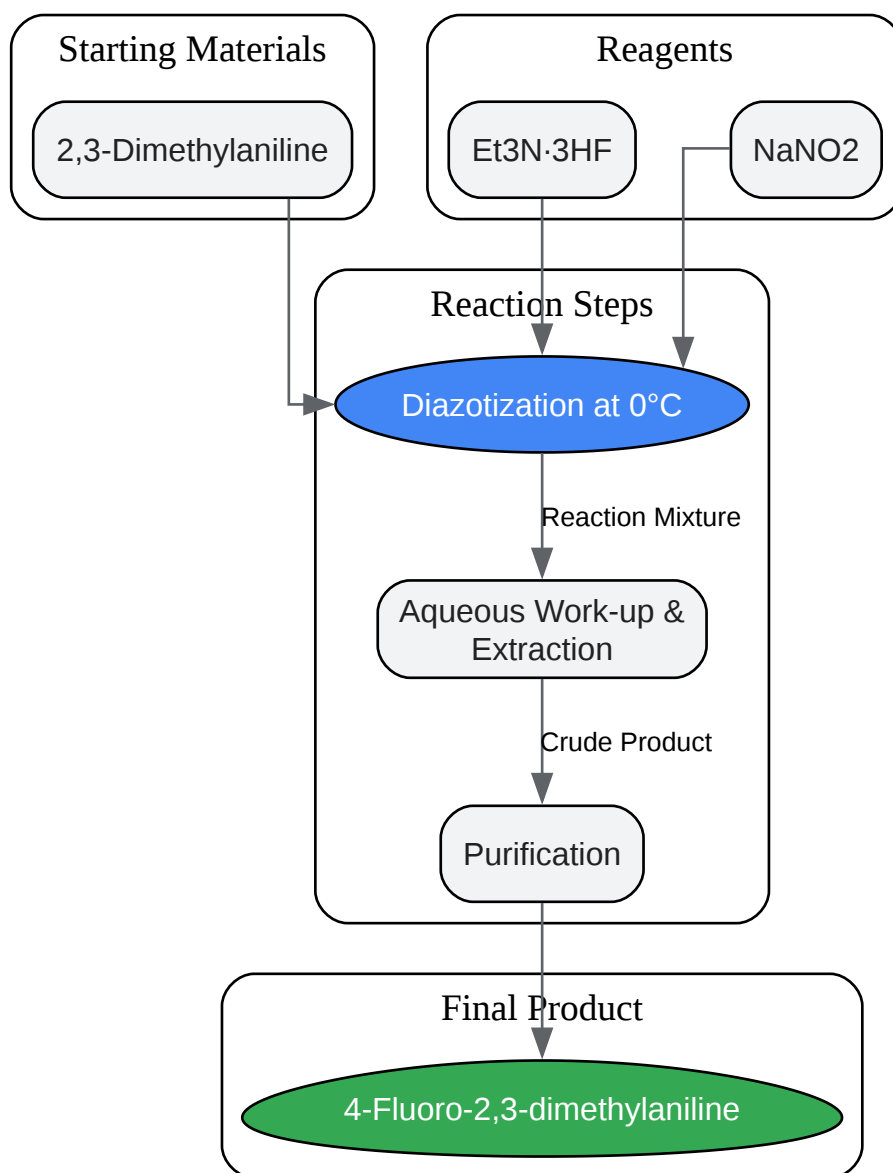 Starting Materials
Reagents
2,3-Dimethylaniline
Et3N·3HF
NaNO2
Reaction Steps
Diazotization at 0°C
Reaction Mixture
Aqueous Work-up &
Extraction
Crude Product
Purification
Final Product
4-Fluoro-2,3-dimethylaniline